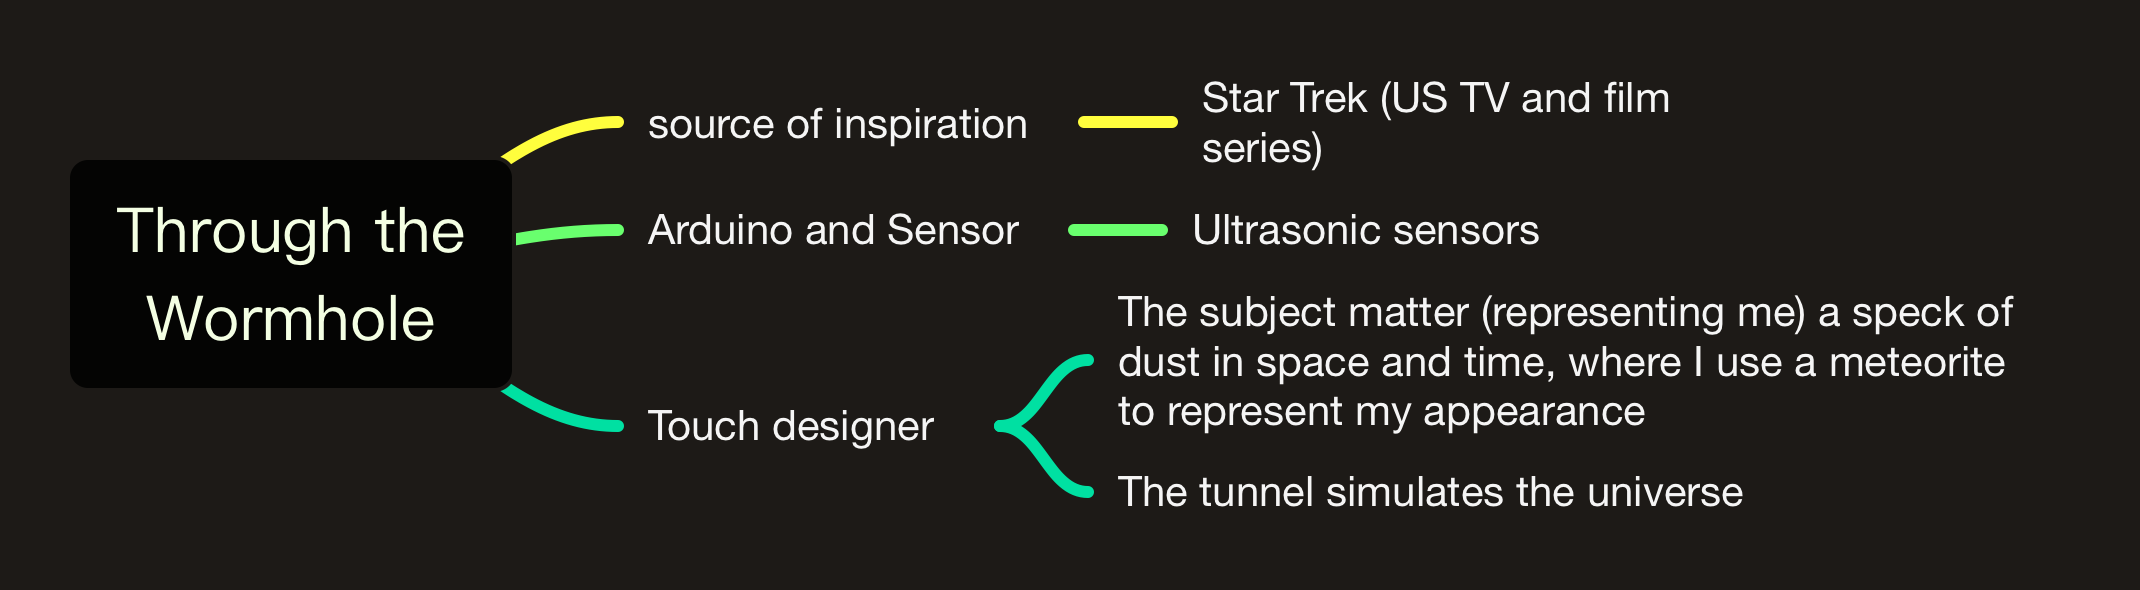 Through the
Wormhole
source of inspiration
Star Trek (US TV and film
series)
Arduino and Sensor
Ultrasonic sensors
Touch designer
The subject matter (representing me) a speck of
dust in space and time, where I use a meteorite
to represent my appearance
The tunnel simulates the universe